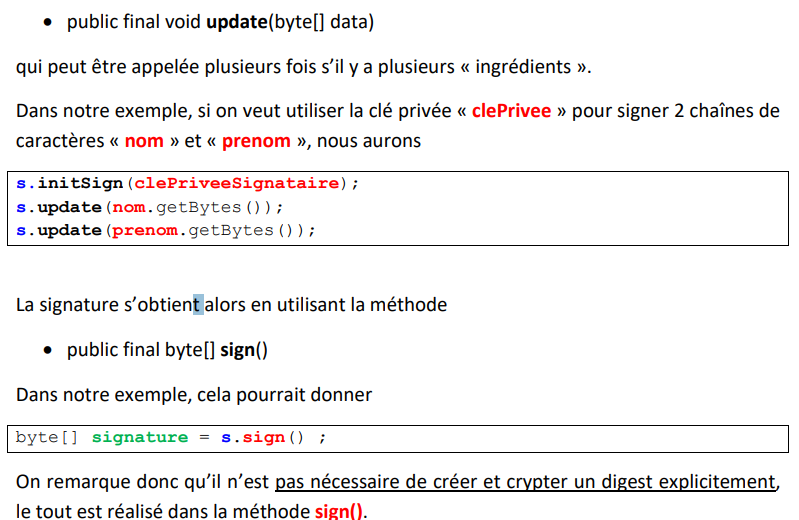 • public final void update(byte[] data)
qui peut être appelée plusieurs fois s’il y a plusieurs « ingrédients ».
Dans notre exemple, si on veut utiliser la clé privée « clePrivee » pour signer 2 chaînes de
caractères « nom » et « prenom », nous aurons
s.initSign(clePriveeSignataire);
s.update(nom.getBytes());
s.update(prenom.getBytes());
La signature s’obtient alors en utilisant la méthode
• public final byte[] sign()
Dans notre exemple, cela pourrait donner
byte[] signature = s.sign() ;
On remarque donc qu’il n’est pas nécessaire de créer et crypter un digest explicitement,
le tout est réalisé dans la méthode sign().